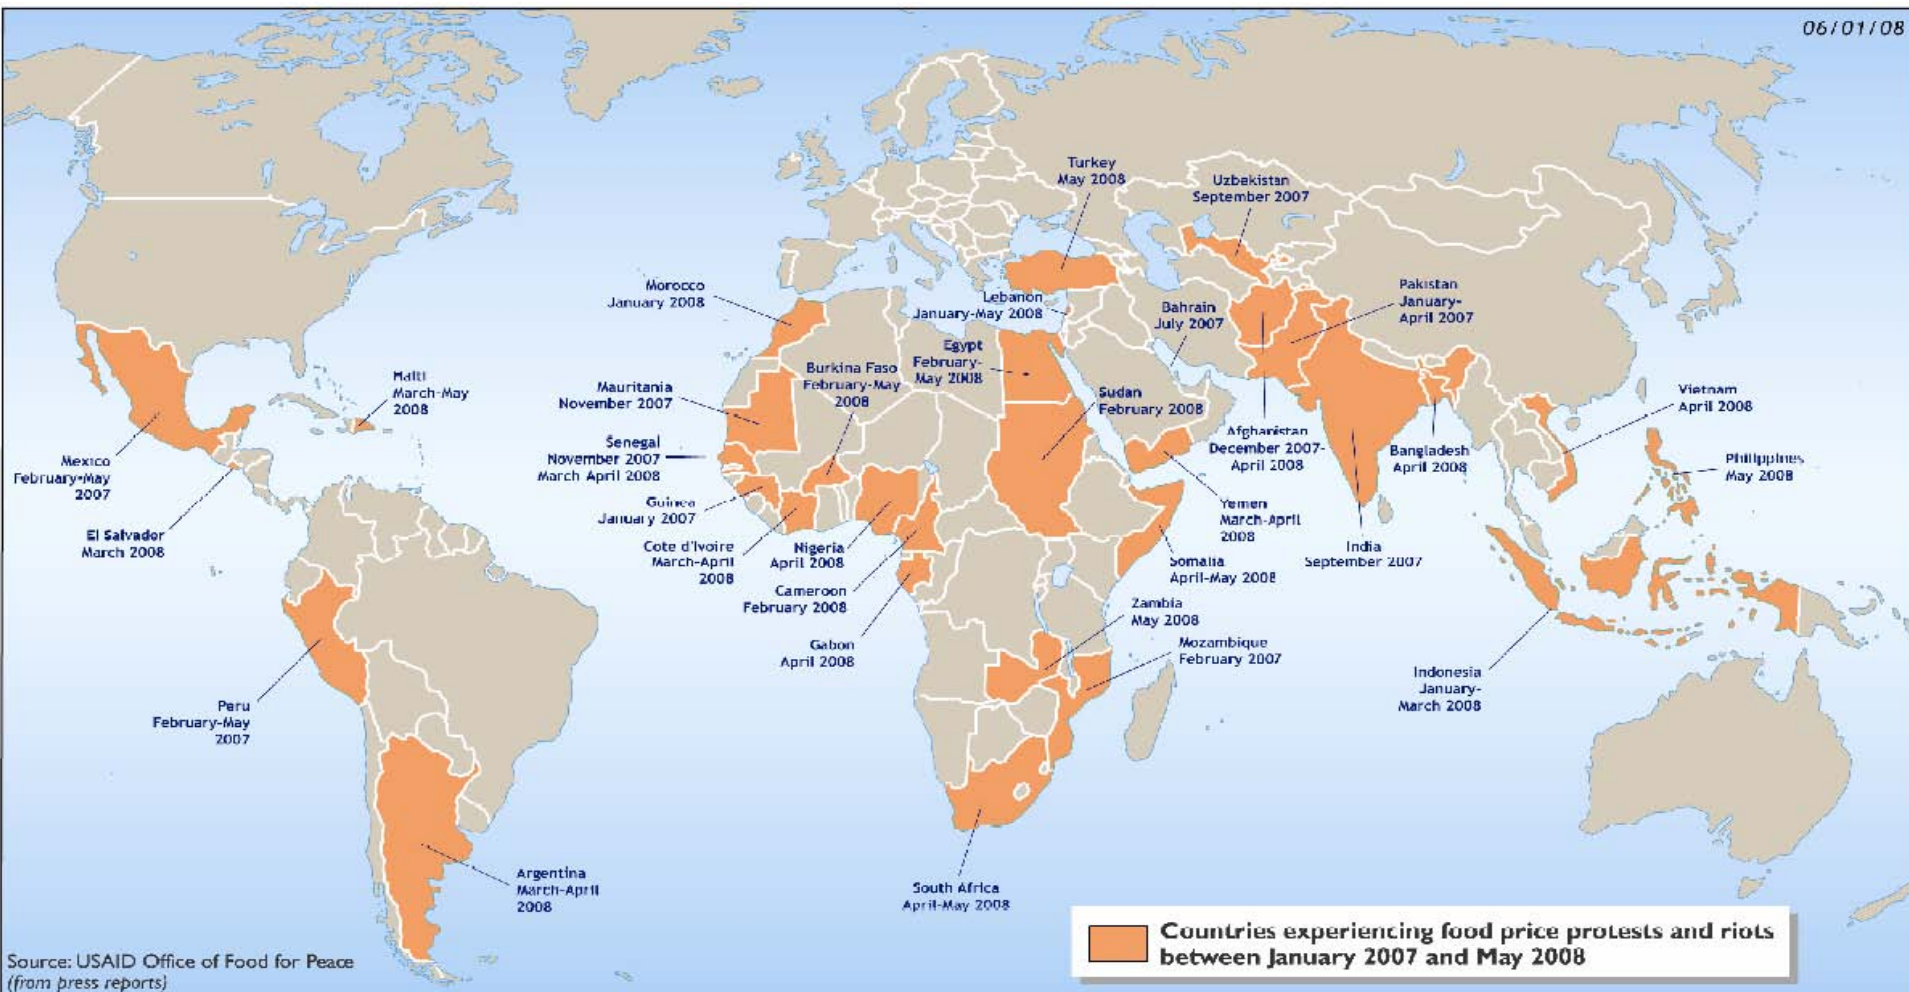 06/01/08
Turkey
May 2008
Uzbekistan
September 2007
Morocco
January 2008
Lebanon
January-May 2008
Bahrain
July 2007
Pakistan
January-
April 2007
Egypt
February-
May 2008
Burkina Faso
February-May
2008
Haiti
March-May
2008
Mauritania
November 2007
Sudan
February 2008
Vietnam
April 2008
Senegal
November 2007
March April 2008
Afghanistan
December 2007-
April 2008
Bangladesh
April 2008
Philippines
May 2008
Mexico
February-May
2007
Guinea
January 2007
Yemen
March-April
2008
El Salvador
March 2008
Cote d'Ivoire
March-April
2008
Nigeria
April 2008
India
September 2007
Somalia
April-May 2008
Cameroon
February 2008
Zambia
May 2008
Gabon
April 2008
Mozambique
February 2007
Indonesia
January-
March 2008
Peru
February-May
2007
Argentina
March-April
2008
South Africa
April-May 2008
Countries experiencing food price protests and riots
between January 2007 and May 2008
Source: USAID Office of Food for Peace
(from press reports)